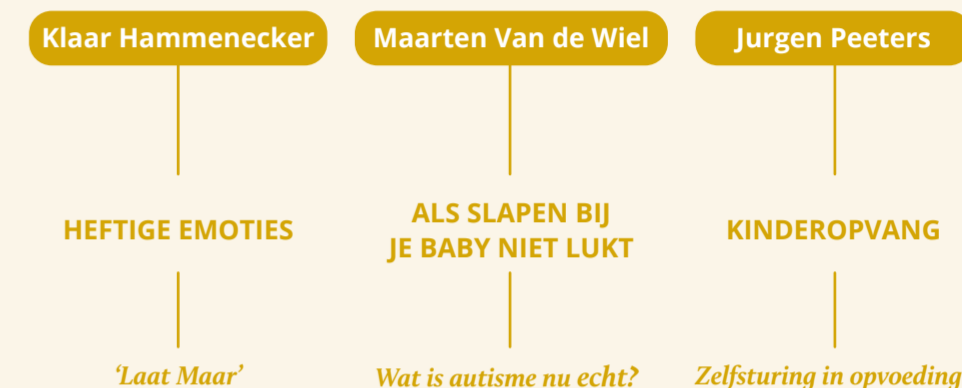 Klaar Hammenecker
Maarten Van de Wiel
Jurgen Peeters
HEFTIGE EMOTIES
ALS SLAPEN BIJ
JE BABY NIET LUKT
KINDEROPVANG
‘Laat Maar’
Wat is autisme nu echt?
Zelfsturing in opvoeding